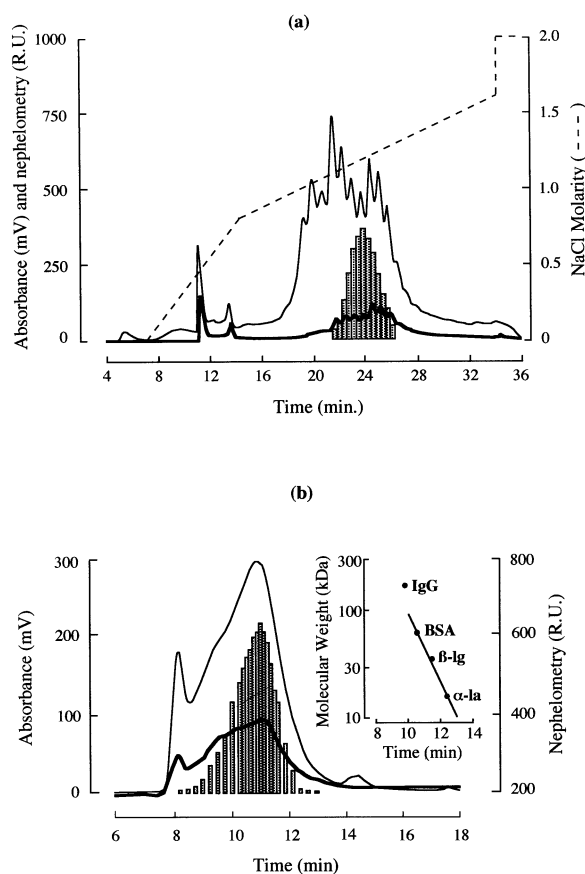 (a)
Absorbance (mV) and nephelometry (R.U.)
1000
750
500
250
0
NaCl Molarity ( - - - )
2.0
1.5
1.0
0.5
0
4 8 12 16 20 24 28 32 36
Time (min.)
(b)
Absorbance (mV)
300
200
100
0
Molecular Weight (kDa)
300
100
30
10
IgG
BSA
ß-lg
α-la
8 10 12 14
Time (min)
Nephelometry (R.U.)
800
600
400
200
6 8 10 12 14 16 18
Time (min)